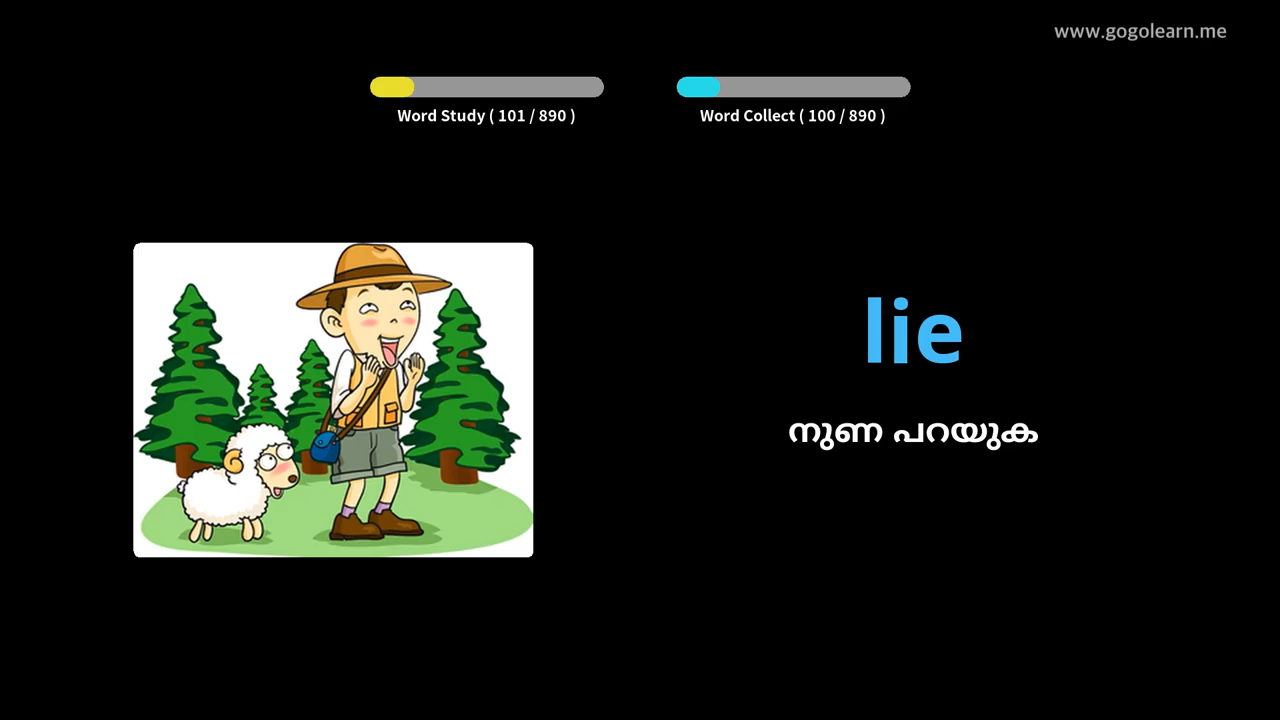 www.gogolearn.me
Word Study ( 101 / 890 )
Word Collect ( 100 / 890 )
lie
നുണ പറയുക